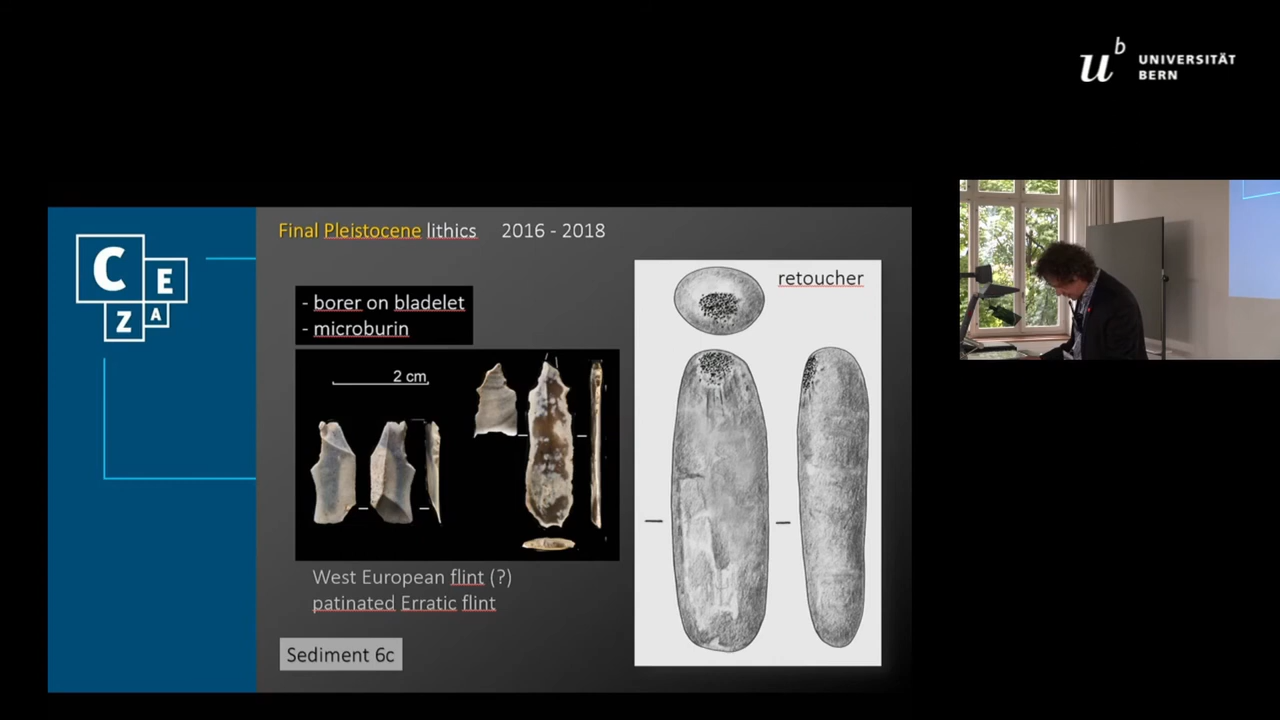 u b UNIVERSITÄT
BERN
C E
Z A
Final Pleistocene lithics 2016 - 2018
retoucher
- borer on bladelet
- microburin
2 cm
West European flint (?)
patinated Erratic flint
Sediment 6c